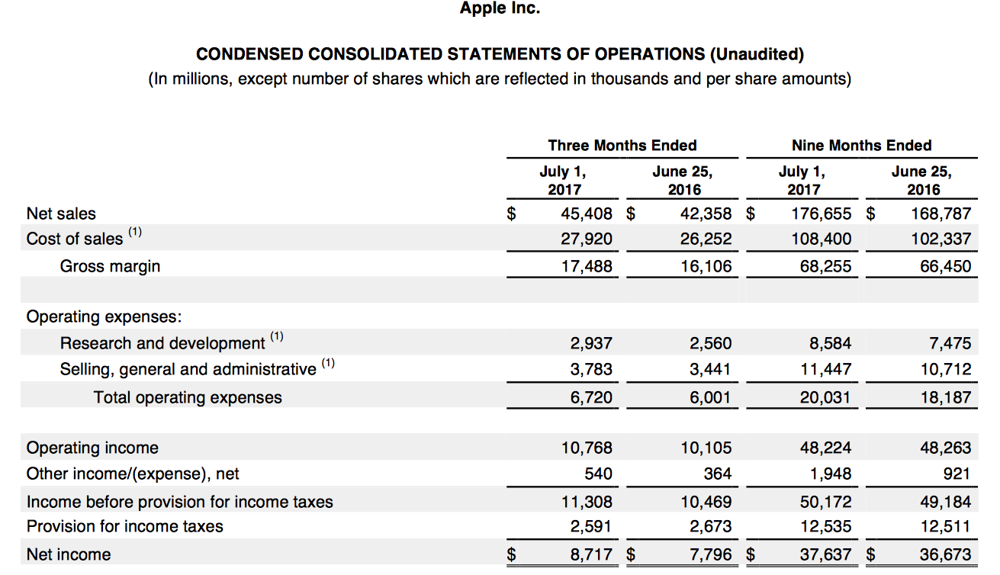 Apple Inc.
CONDENSED CONSOLIDATED STATEMENTS OF OPERATIONS (Unaudited)
(In millions, except number of shares which are reflected in thousands and per share amounts)
Three Months Ended Nine Months Ended
July 1, June 25, July 1, June 25,
2017 2016 2017 2016
Net sales $ 45,408 $ 42,358 $ 176,655 $ 168,787
Cost of sales (1) 27,920 26,252 108,400 102,337
Gross margin 17,488 16,106 68,255 66,450
Operating expenses:
Research and development (1) 2,937 2,560 8,584 7,475
Selling, general and administrative (1) 3,783 3,441 11,447 10,712
Total operating expenses 6,720 6,001 20,031 18,187
Operating income 10,768 10,105 48,224 48,263
Other income/(expense), net 540 364 1,948 921
Income before provision for income taxes 11,308 10,469 50,172 49,184
Provision for income taxes 2,591 2,673 12,535 12,511
Net income $ 8,717 $ 7,796 $ 37,637 $ 36,673